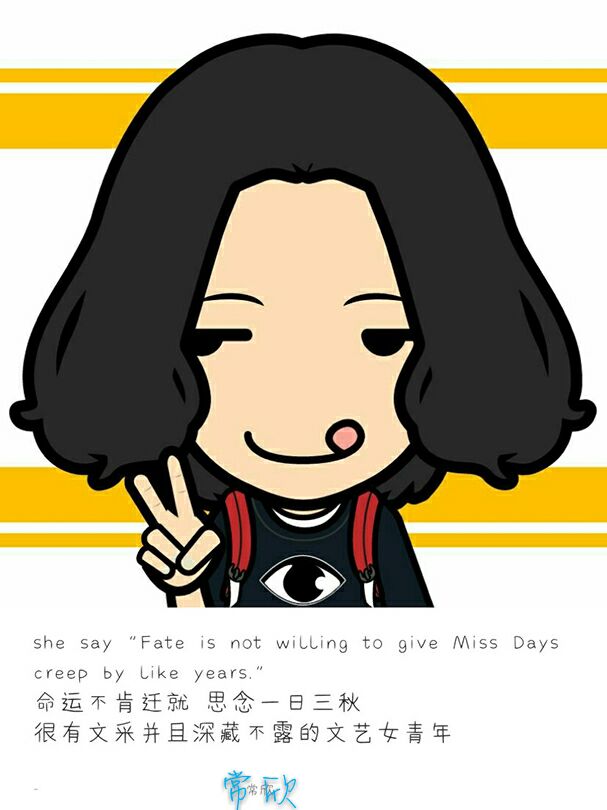 she say “Fate is not willing to give Miss Days
creep by like years.”
命运不肯迁就 思念一日三秋
很有文采并且深藏不露的文艺女青年
常欣